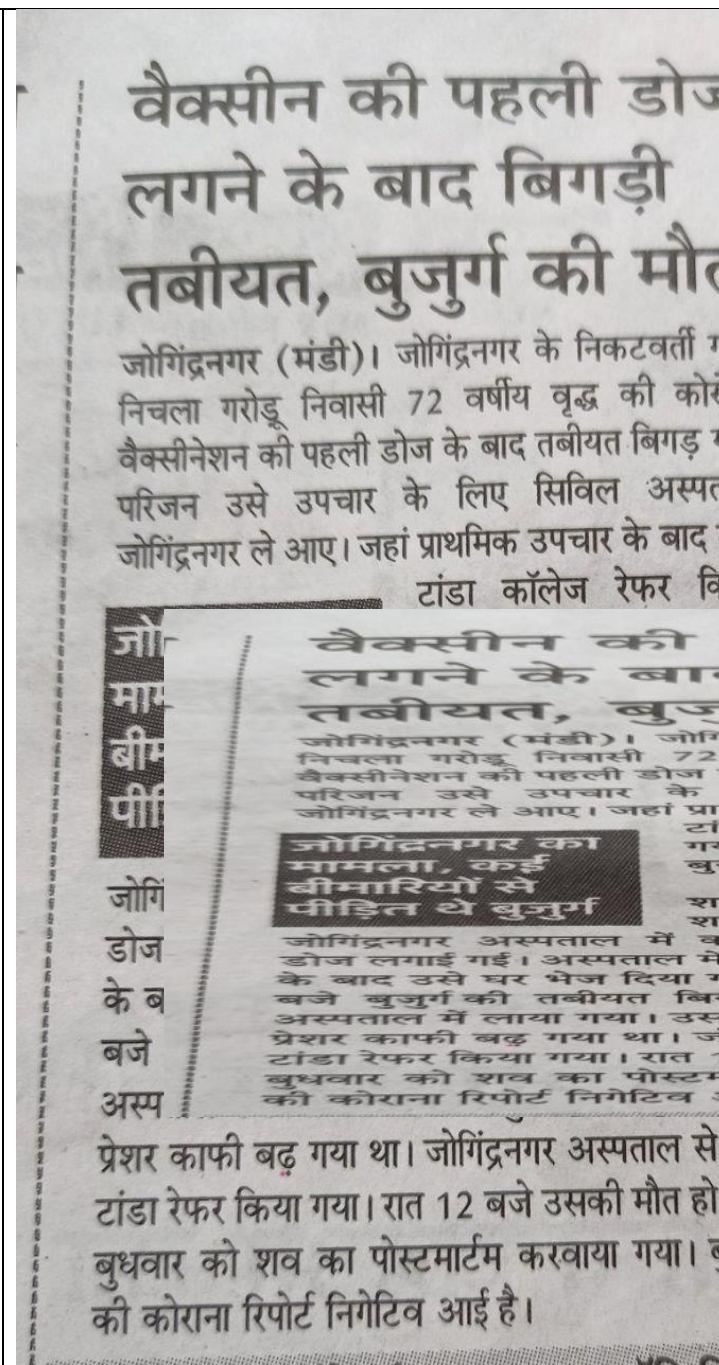 वैक्सीन की पहली
लगने के बाद बिगड़ी
तबीयत, बुजुर्ग की
जोगिंद्रनगर (मंडी)। जोगिंद्रनगर के निकटवर्ती
निचला गरोडू निवासी 72 वर्षीय वृद्ध की
वैक्सीनेशन की पहली डोज के बाद तबीयत बिगड़
परिजन उसे उपचार के लिए सिविल
जोगिंद्रनगर ले आए। जहां प्राथमिक उपचार के बाद
टांडा कॉलेज रेफर
डोज
बजे
वैक्सीन की
लगने के
तबीयत,
जोगिंद्रनगर (मंडी)।
निचला गरोडू निवासी 72
वैक्सीनेशन की पहली डोज
परिजन उसे उपचार के
जोगिंद्रनगर ले आए। जहां
जोगिंद्रनगर का
मामला, कई
बीमारियों से
पीड़ित थे बुजुर्ग
जोगिंद्रनगर अस्पताल में
डोज लगाई गई। अस्पताल में
के बाद उसे घर भेज दिया
बजे बुजुर्ग की तबीयत
अस्पताल में लाया गया।
प्रेशर काफी बढ़ गया था।
टांडा रेफर किया गया। रात
बुधवार को शव का
की कोराना रिपोर्ट निगेटिव
प्रेशर काफी बढ़ गया था। जोगिंद्रनगर अस्पताल से
टांडा रेफर किया गया। रात 12 बजे उसकी मौत हो
बुधवार को शव का पोस्टमार्टम करवाया गया।
की कोराना रिपोर्ट निगेटिव आई है।